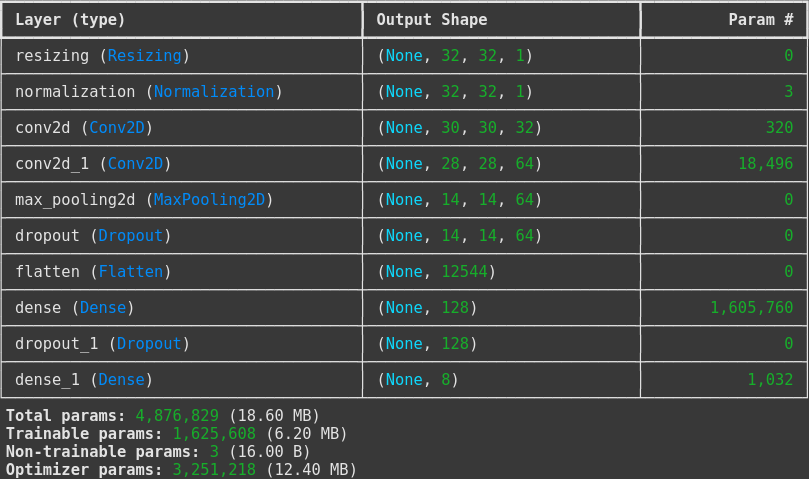 Layer (type) Output Shape Param #
resizing (Resizing) (None, 32, 32, 1) 0
normalization (Normalization) (None, 32, 32, 1) 3
conv2d (Conv2D) (None, 30, 30, 32) 320
conv2d_1 (Conv2D) (None, 28, 28, 64) 18,496
max_pooling2d (MaxPooling2D) (None, 14, 14, 64) 0
dropout (Dropout) (None, 14, 14, 64) 0
flatten (Flatten) (None, 12544) 0
dense (Dense) (None, 128) 1,605,760
dropout_1 (Dropout) (None, 128) 0
dense_1 (Dense) (None, 8) 1,032
Total params: 4,876,829 (18.60 MB)
Trainable params: 1,625,608 (6.20 MB)
Non-trainable params: 3 (16.00 B)
Optimizer params: 3,251,218 (12.40 MB)